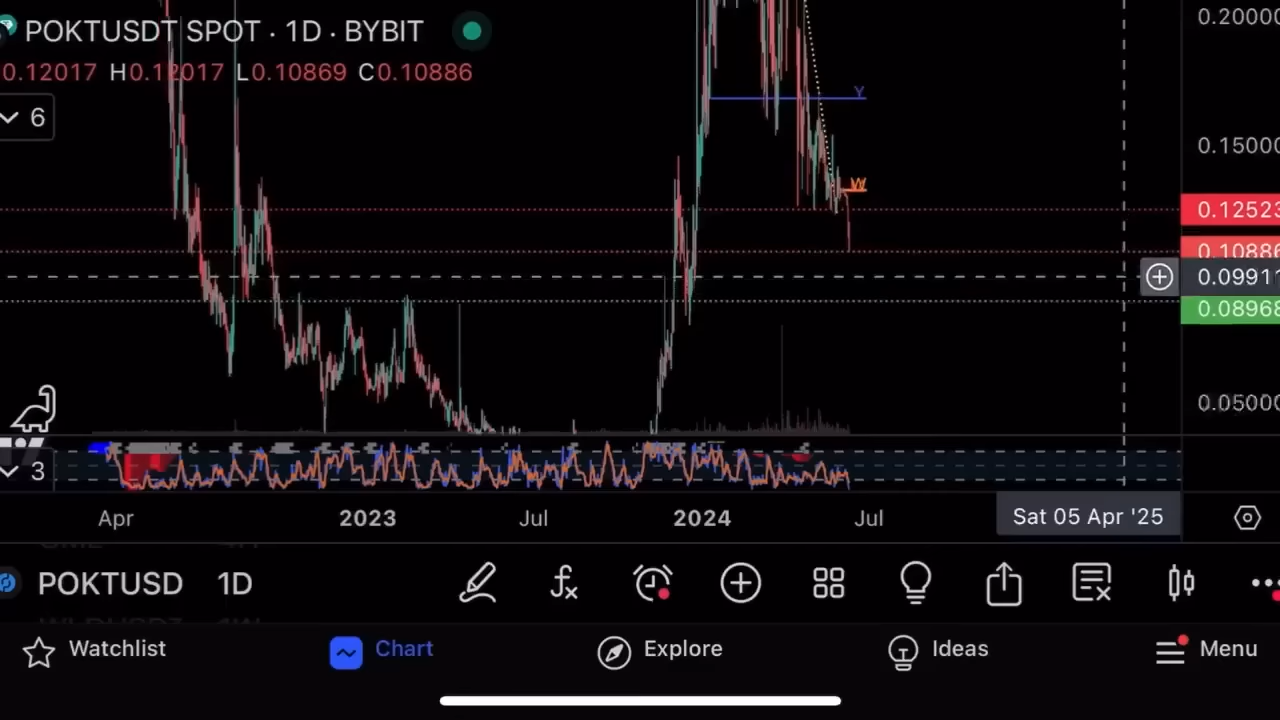 POKTUSDT SPOT · 1D · BYBIT
0.12017 H0.12017 L0.10869 C0.10886
6
0.20000
Y
0.15000
W
0.12523
0.10886
0.09911
0.08968
0.05000
3
Apr
2023
Jul
2024
Jul
Sat 05 Apr '25
POKTUSD 1D
Watchlist
Chart
Explore
Ideas
Menu